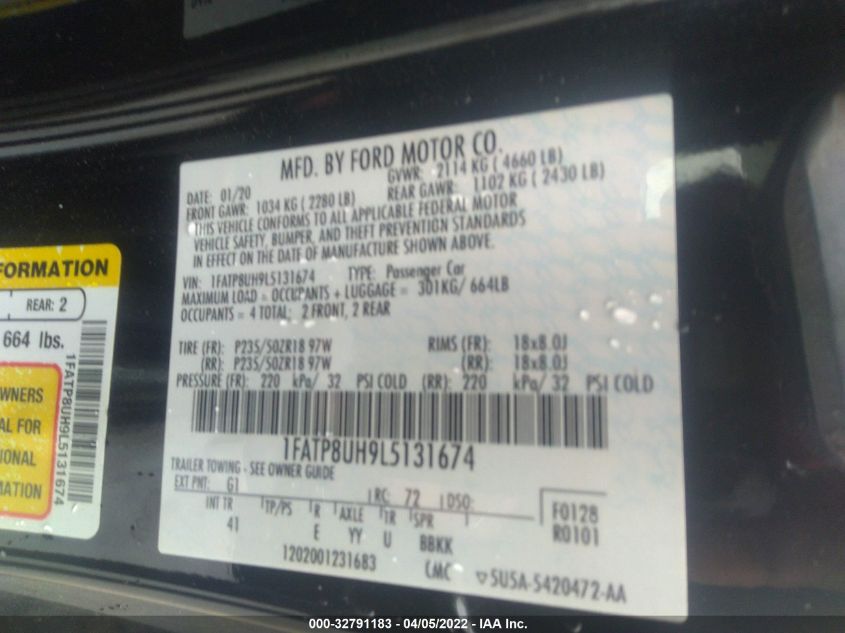 MFD. BY FORD MOTOR CO.
DATE: 01/20 GVWR: 2114 KG ( 4660 LB)
FRONT GAWR: 1034 KG ( 2280 LB) REAR GAWR: 1102 KG ( 2430 LB)
THIS VEHICLE CONFORMS TO ALL APPLICABLE FEDERAL MOTOR
VEHICLE SAFETY, BUMPER, AND THEFT PREVENTION STANDARDS
IN EFFECT ON THE DATE OF MANUFACTURE SHOWN ABOVE.
VIN: 1FATP8UH9L5131674 TYPE: Passenger Car
MAXIMUM LOAD = OCCUPANTS + LUGGAGE = 301KG/ 664LB
OCCUPANTS = 4 TOTAL; 2 FRONT, 2 REAR
TIRE (FR): P235/50ZR18 97W RIMS (FR): 18x8.0J
(RR): P235/50ZR18 97W (RR): 18x8.0J
PRESSURE (FR): 220 kPa/ 32 PSI COLD (RR): 220 kPa/ 32 PSI COLD
1FATP8UH9L5131674
TRAILER TOWING - SEE OWNER GUIDE
EXT PNT: G1 RC: 72 DSO: F0128
INT TR TP/PS R AXLE TR SPR R0101
41 E YY U BBKK
1202001231683 CMC ▽5U5A-5420472-AA
FORMATION
REAR: 2
664 lbs.
1FATP8UH9L5131674
OWNERS
AL FOR
IONAL
MATION
000-32791183 - 04/05/2022 - IAA Inc.